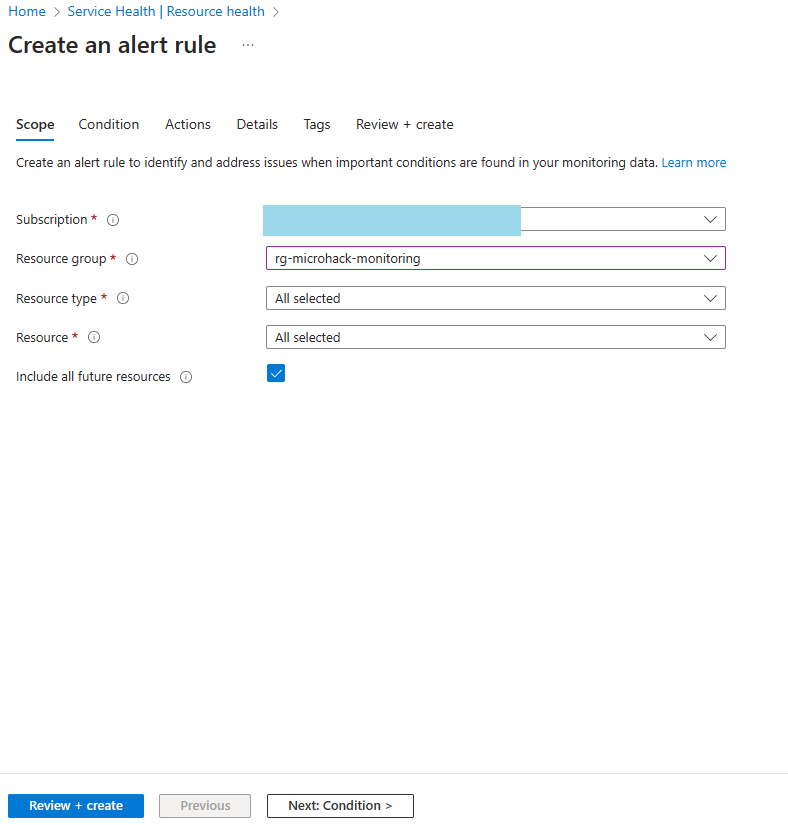 Home > Service Health | Resource health >
Create an alert rule ...
Scope Condition Actions Details Tags Review + create
Create an alert rule to identify and address issues when important conditions are found in your monitoring data. Learn more
Subscription *
Resource group * rg-microhack-monitoring
Resource type * All selected
Resource * All selected
Include all future resources
Review + create Previous Next: Condition >